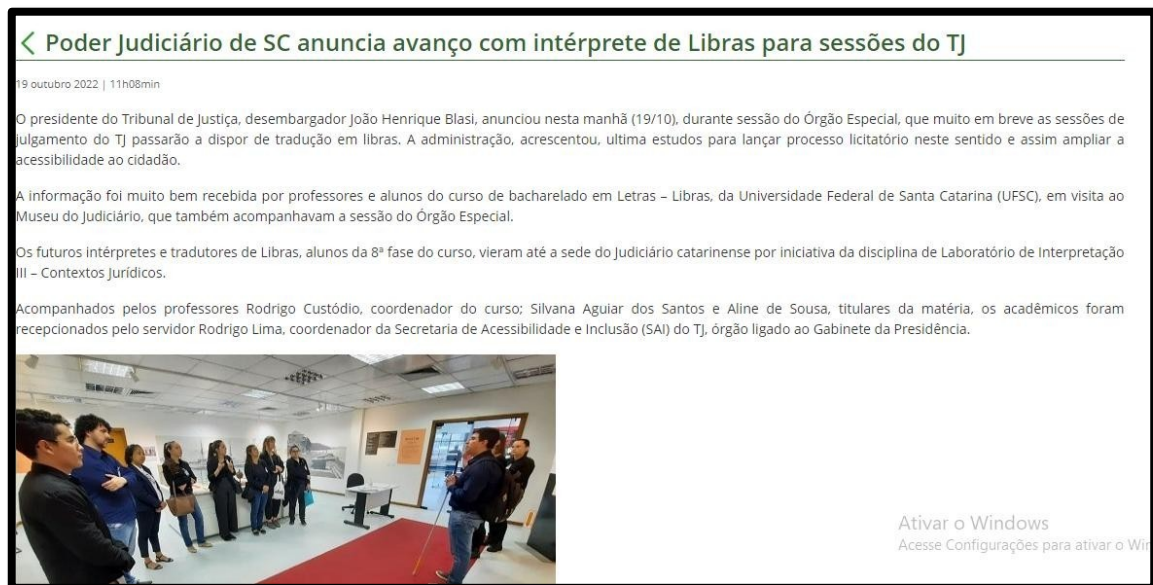 Poder Judiciário de SC anuncia avanço com intérprete de Libras para sessões do TJ
19 outubro 2022 | 11h08min
O presidente do Tribunal de Justiça, desembargador João Henrique Blasi, anunciou nesta manhã (19/10), durante sessão do Órgão Especial, que muito em breve as sessões de
julgamento do TJ passarão a dispor de tradução em libras. A administração, acrescentou, ultima estudos para lançar processo licitatório neste sentido e assim ampliar a
acessibilidade ao cidadão.
A informação foi muito bem recebida por professores e alunos do curso de bacharelado em Letras – Libras, da Universidade Federal de Santa Catarina (UFSC), em visita ao
Museu do Judiciário, que também acompanhavam a sessão do Órgão Especial.
Os futuros intérpretes e tradutores de Libras, alunos da 8ª fase do curso, vieram até a sede do Judiciário catarinense por iniciativa da disciplina de Laboratório de Interpretação
III – Contextos Jurídicos.
Acompanhados pelos professores Rodrigo Custódio, coordenador do curso; Silvana Aguiar dos Santos e Aline de Sousa, titulares da matéria, os acadêmicos foram
recepcionados pelo servidor Rodrigo Lima, coordenador da Secretaria de Acessibilidade e Inclusão (SAI) do TJ, órgão ligado ao Gabinete da Presidência.
Ativar o Windows
Acesse Configurações para ativar o Win